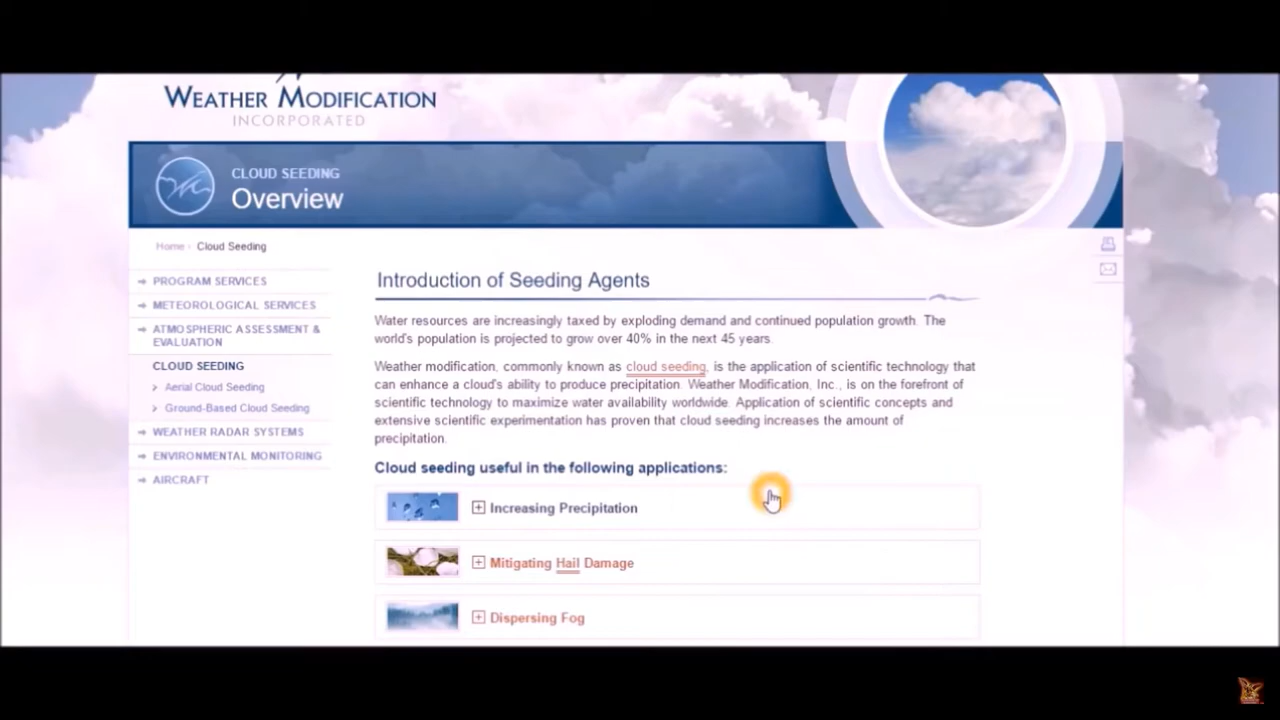 WEATHER MODIFICATION
INCORPORATED
CLOUD SEEDING
Overview
Home › Cloud Seeding
PROGRAM SERVICES
METEOROLOGICAL SERVICES
ATMOSPHERIC ASSESSMENT &
EVALUATION
CLOUD SEEDING
Aerial Cloud Seeding
Ground-Based Cloud Seeding
WEATHER RADAR SYSTEMS
ENVIRONMENTAL MONITORING
AIRCRAFT
Introduction of Seeding Agents
Water resources are increasingly taxed by exploding demand and continued population growth. The
world's population is projected to grow over 40% in the next 45 years.
Weather modification, commonly known as cloud seeding, is the application of scientific technology that
can enhance a cloud's ability to produce precipitation. Weather Modification, Inc., is on the forefront of
scientific technology to maximize water availability worldwide. Application of scientific concepts and
extensive scientific experimentation has proven that cloud seeding increases the amount of
precipitation.
Cloud seeding useful in the following applications:
Increasing Precipitation
Mitigating Hail Damage
Dispersing Fog